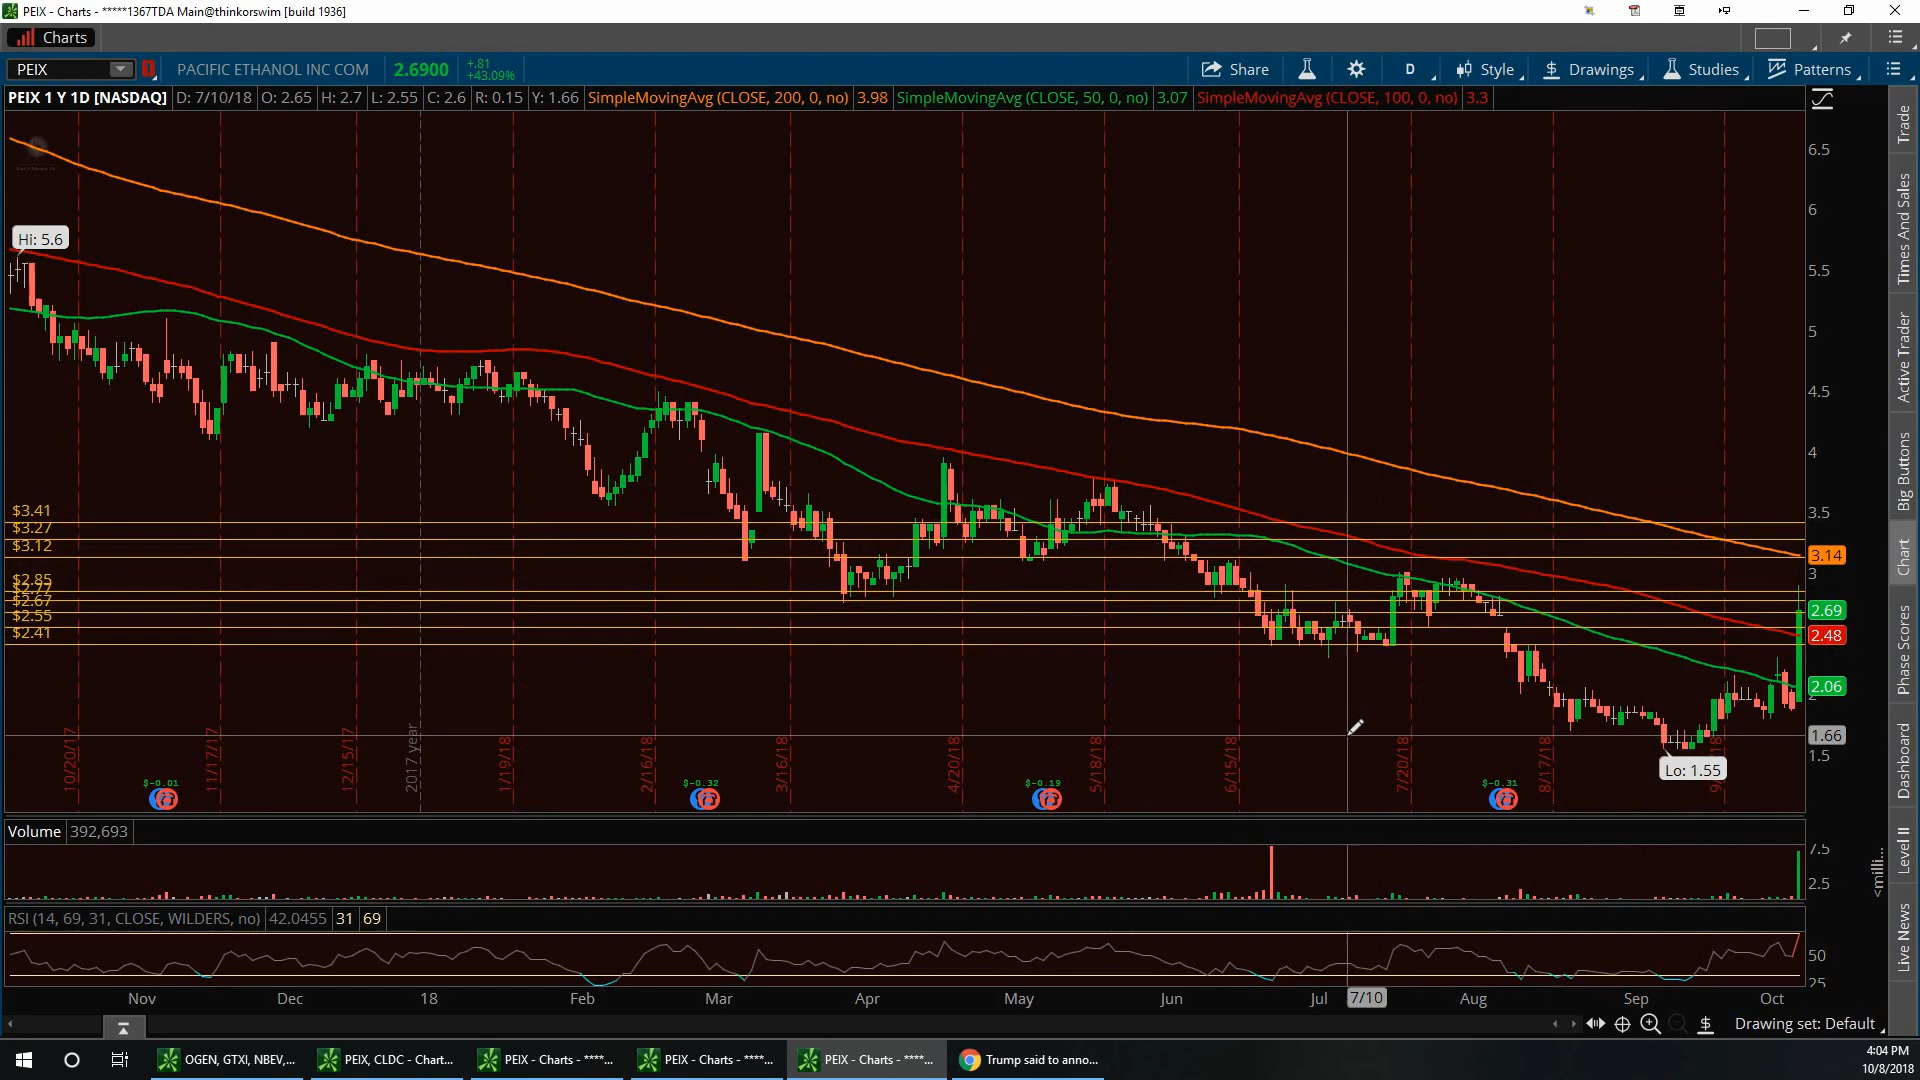 PEIX - Charts - *****1367TDA Main@thinkorswim [build 1936]
Charts
PEIX
1
PACIFIC ETHANOL INC COM
2.6900
+.81
+43.09%
Share
D
Style
$ Drawings
Studies
Patterns
PEIX 1 Y 1D [NASDAQ] D: 7/10/18 O: 2.65 H: 2.7 L: 2.55 C: 2.6 R: 0.15 Y: 1.66 SimpleMovingAvg (CLOSE, 200, 0, no) 3.98 SimpleMovingAvg (CLOSE, 50, 0, no) 3.07 SimpleMovingAvg (CLOSE, 100, 0, no) 3.3
Hi: 5.6
6.5
6
5.5
5
4.5
4
3.5
3.14
3
2.69
2.48
2.06
2
1.66
1.5
$3.41
$3.27
$3.12
$2.85
$2.77
$2.67
$2.55
$2.41
Lo: 1.55
10/20/17
11/17/17
12/15/17
2017 year
1/19/18
2/16/18
3/16/18
4/20/18
5/18/18
6/15/18
7/20/18
8/17/18
$-0.01
$-0.32
$-0.19
$-0.31
Volume 392,693
7.5
2.5
<milli...
RSI (14, 69, 31, CLOSE, WILDERS, no) 42.0455 31 69
50
25
Nov Dec 18 Feb Mar Apr May Jun Jul 7/10 Aug Sep Oct
$
Drawing set: Default
Trade
Times And Sales
Active Trader
Big Buttons
Chart
Phase Scores
Dashboard
Level II
Live News
OGEN, GTXI, NBEV,...
PEIX, CLDC - Chart...
PEIX - Charts - ****...
PEIX - Charts - ****...
PEIX - Charts - ****...
Trump said to anno...
4:04 PM
10/8/2018